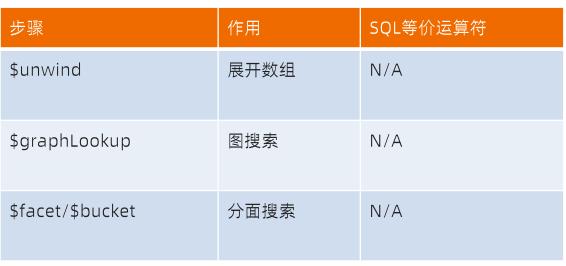 步骤 作用 SQL等价运算符
$unwind 展开数组 N/A
$graphLookup 图搜索 N/A
$facet/$bucket 分面搜索 N/A